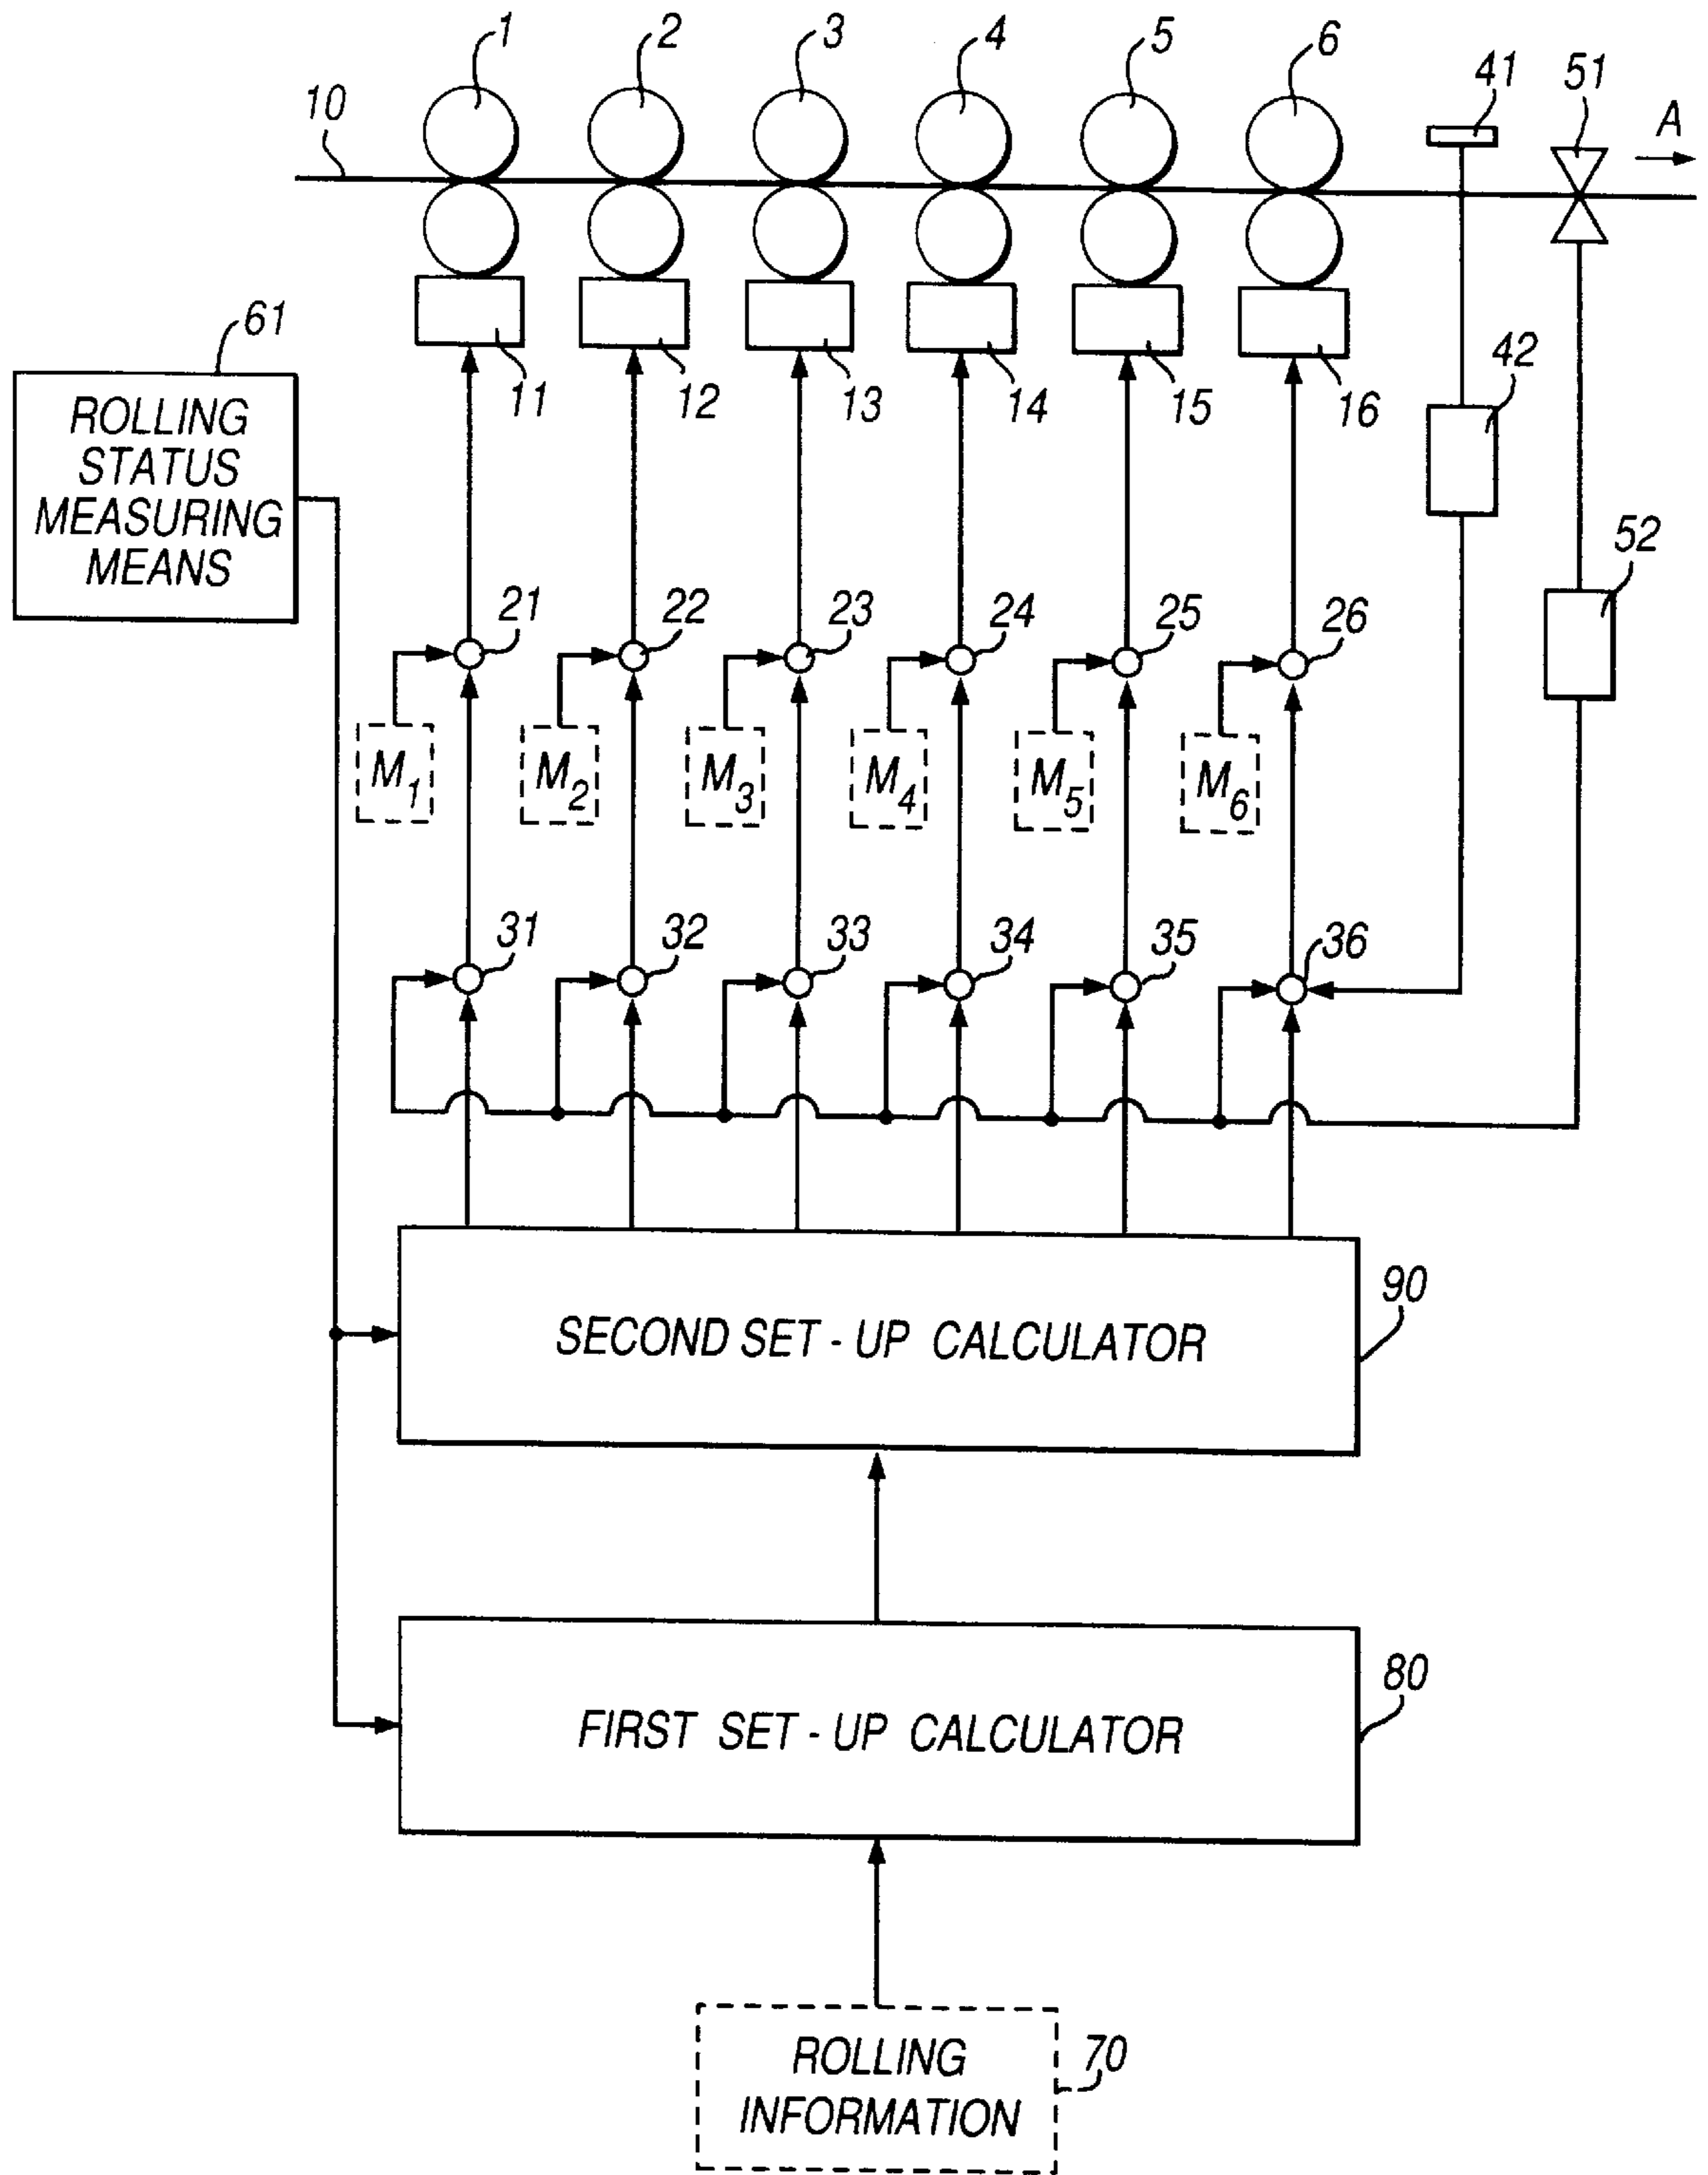 1 2 3 4 5 6
41 51
10 A
61
11 12 13 14 15 16
42
ROLLING
STATUS
MEASURING
MEANS
52
21 22 23 24 25 26
M1 M2 M3 M4 M5 M6
31 32 33 34 35 36
90
SECOND SET-UP CALCULATOR
80
FIRST SET-UP CALCULATOR
70
ROLLING
INFORMATION